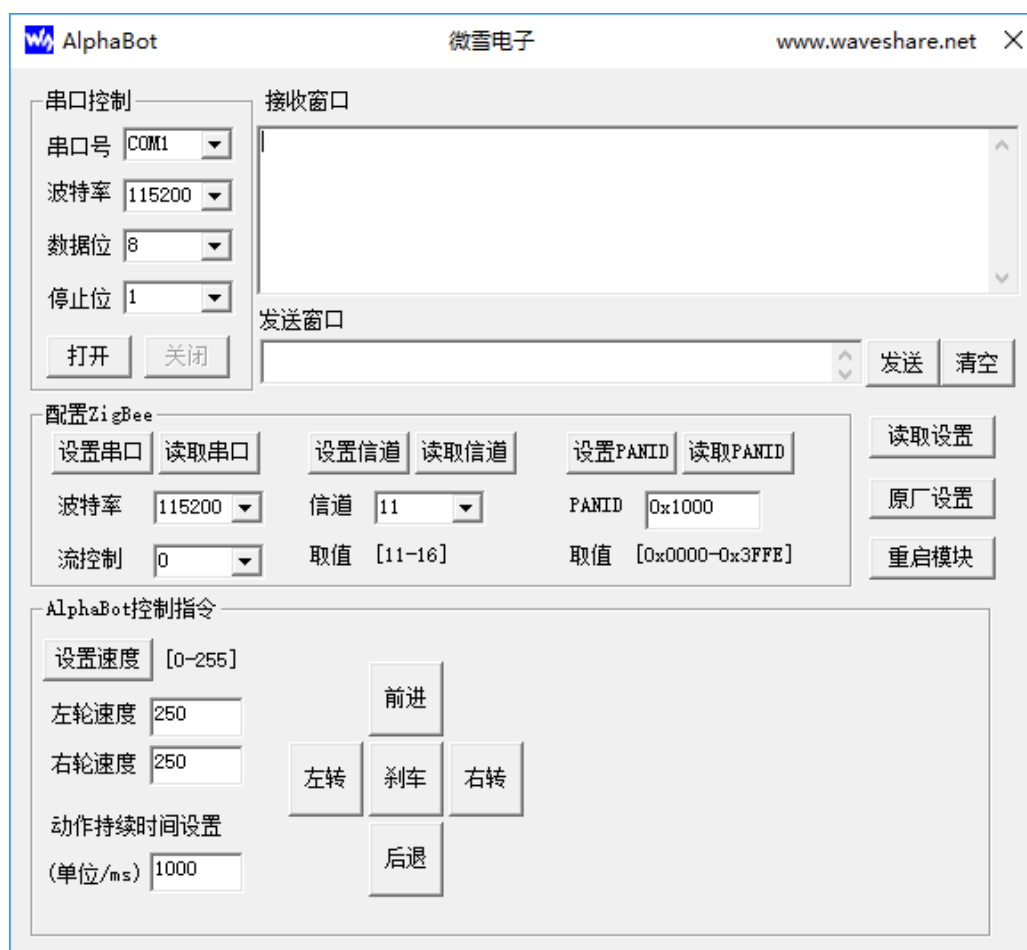 AlphaBot 微雪电子 www.waveshare.net
串口控制 接收窗口
串口号 COM1
波特率 115200
数据位 8
停止位 1
发送窗口
打开 关闭 发送 清空
配置ZigBee
设置串口 读取串口 设置信道 读取信道 设置PANID 读取PANID 读取设置
波特率 115200 信道 11 PANID 0x1000 原厂设置
流控制 0 取值 [11-16] 取值 [0x0000-0x3FFE] 重启模块
AlphaBot控制指令
设置速度 [0-255]
前进
左轮速度 250
右轮速度 250
左转 刹车 右转
动作持续时间设置
后退
(单位/ms) 1000